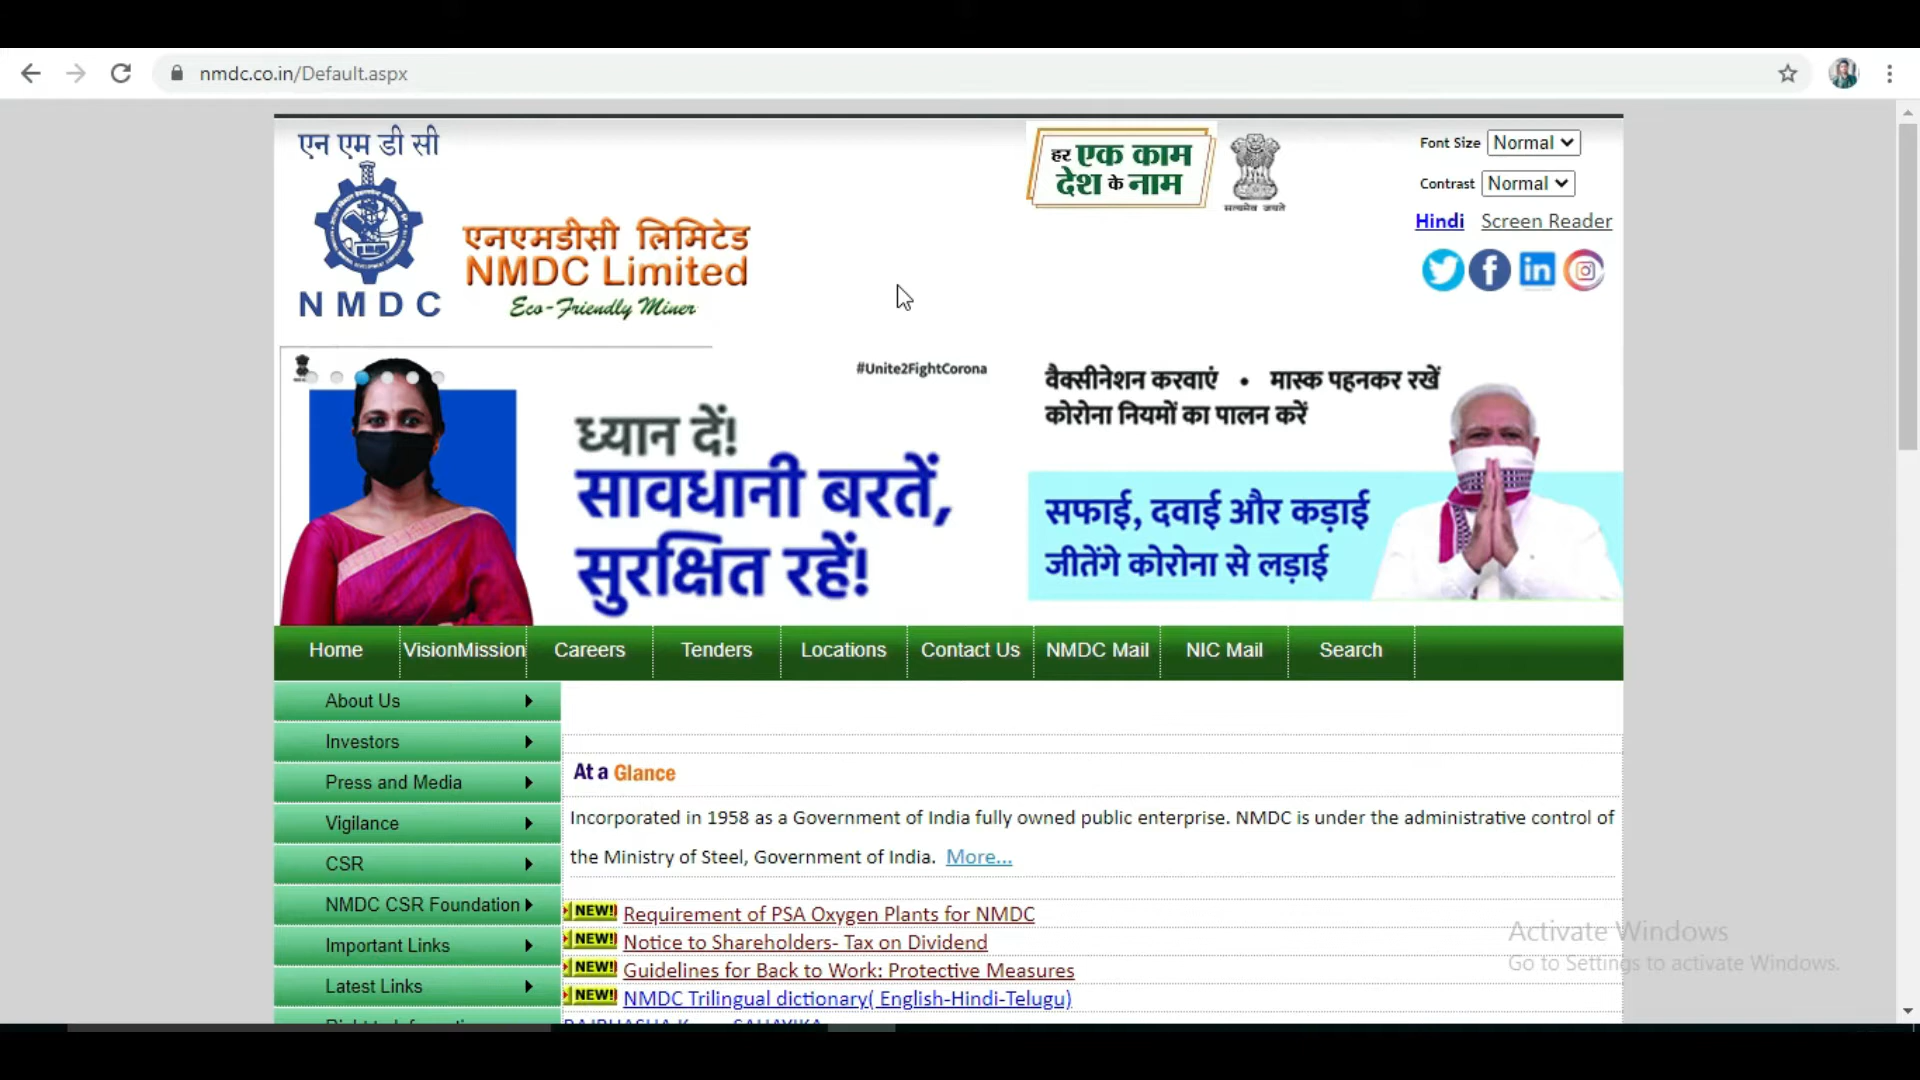 nmdc.co.in/Default.aspx
एन एम डी सी
NMDC
एनएमडीसी लिमिटेड
NMDC Limited
Eco-Friendly Miner
हर एक काम
देश के नाम
सत्यमेव जयते
Font Size Normal
Contrast Normal
Hindi Screen Reader
#Unite2FightCorona
ध्यान दें!
सावधानी बरतें,
सुरक्षित रहें!
वैक्सीनेशन करवाएं • मास्क पहनकर रखें
कोरोना नियमों का पालन करें
सफाई, दवाई और कड़ाई
जीतेंगे कोरोना से लड़ाई
Home VisionMission Careers Tenders Locations Contact Us NMDC Mail NIC Mail Search
About Us
Investors
Press and Media
Vigilance
CSR
NMDC CSR Foundation
Important Links
Latest Links
At a Glance
Incorporated in 1958 as a Government of India fully owned public enterprise. NMDC is under the administrative control of
the Ministry of Steel, Government of India. More...
NEW! Requirement of PSA Oxygen Plants for NMDC
NEW! Notice to Shareholders- Tax on Dividend
NEW! Guidelines for Back to Work: Protective Measures
NEW! NMDC Trilingual dictionary( English-Hindi-Telugu)
Activate Windows
Go to Settings to activate Windows.